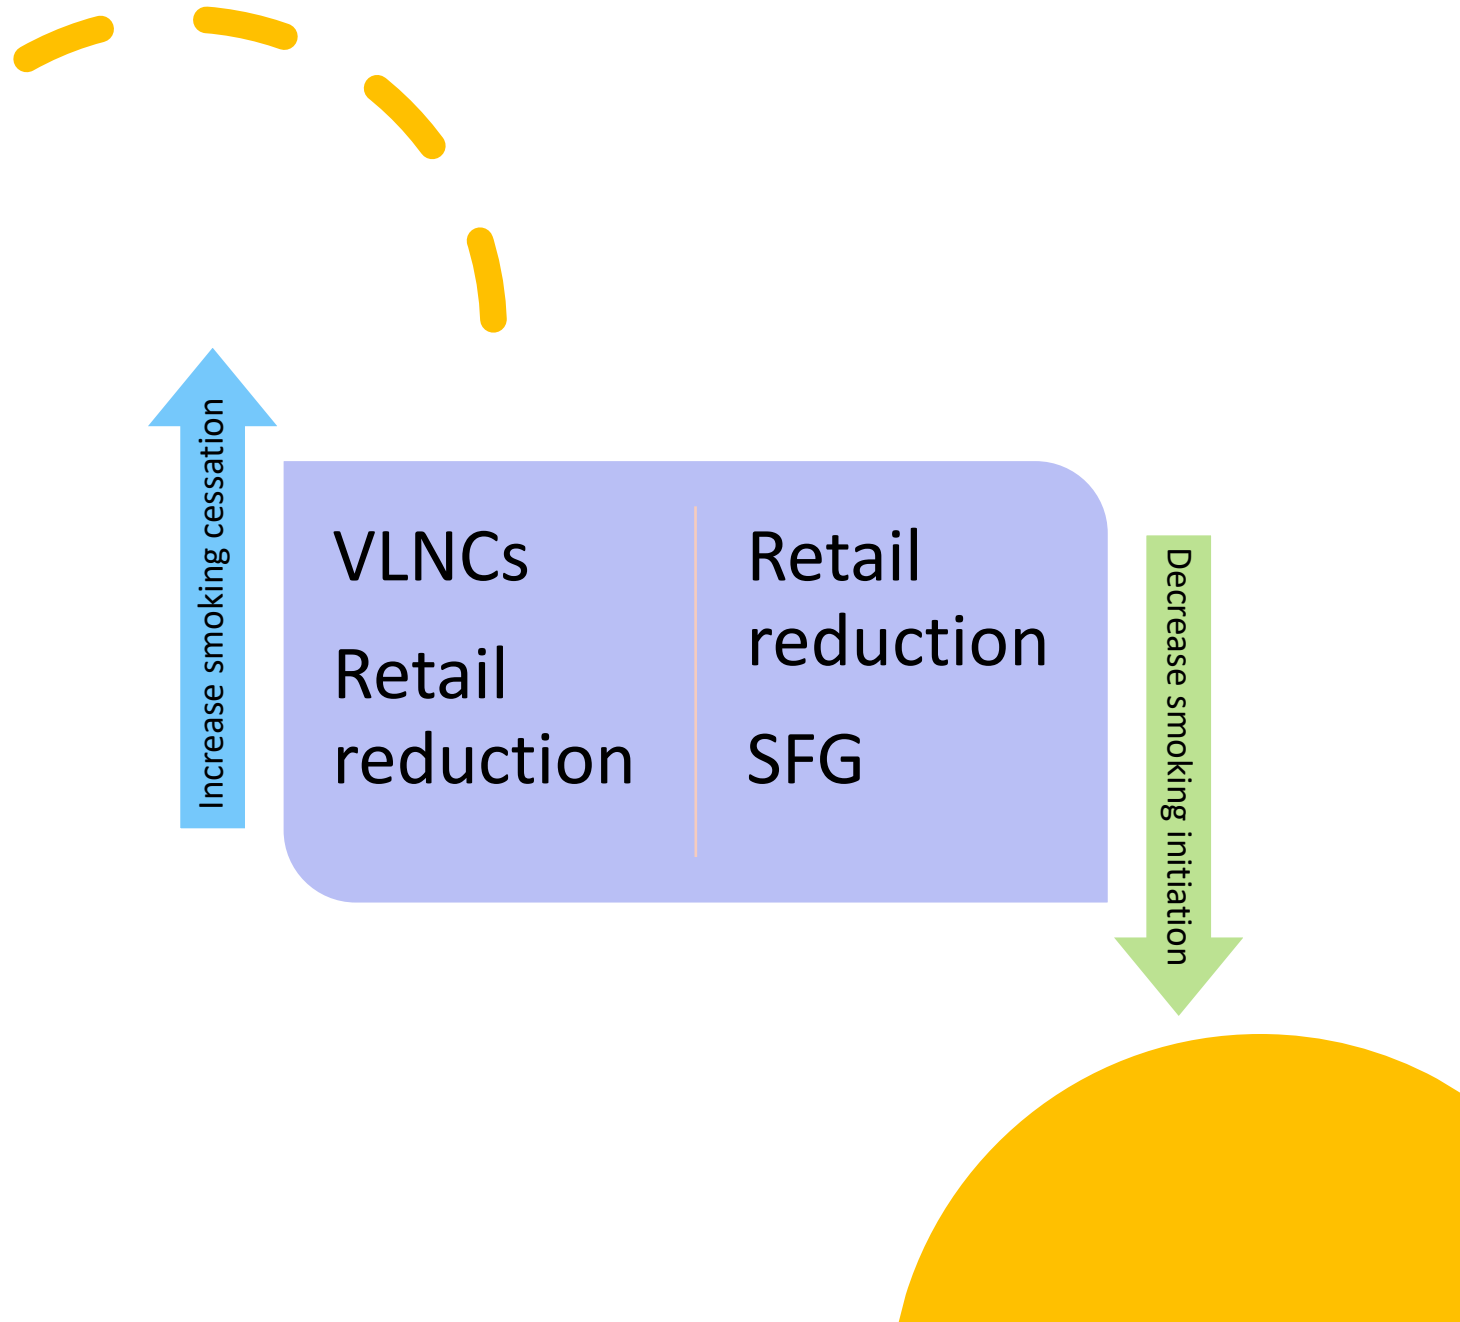 Increase smoking cessation
VLNCs
Retail
reduction
Retail
reduction
SFG
Decrease smoking initiation